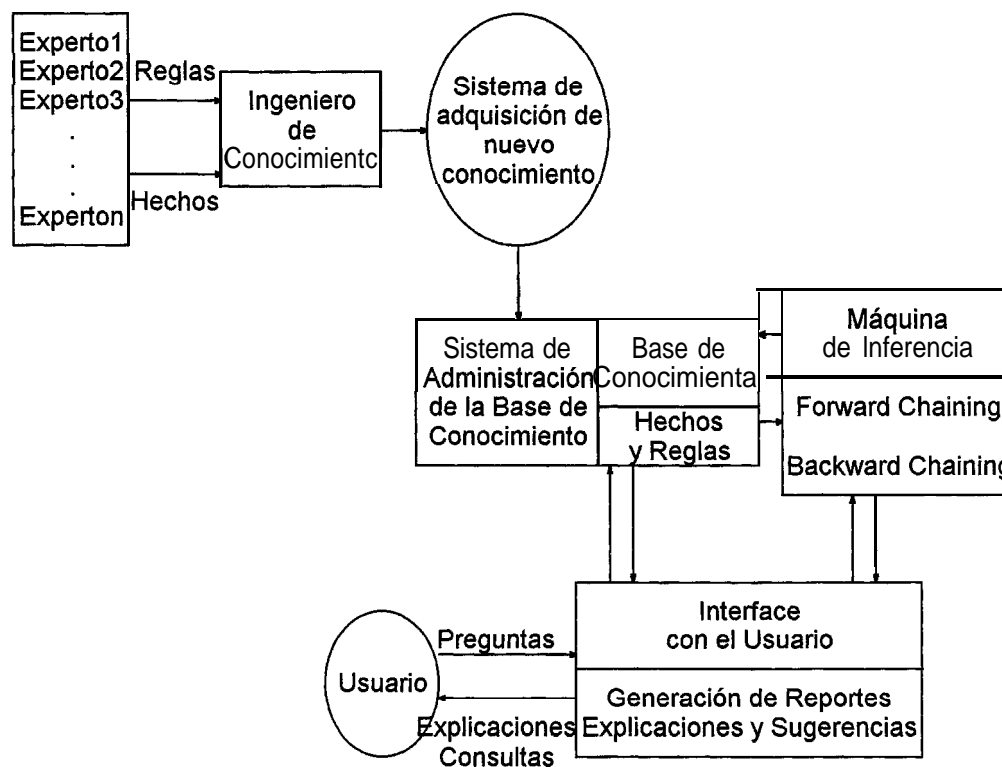 Experto1
Experto2
Experto3
.
.
.
Experton
Reglas
Hechos
Ingeniero
de
Conocimientc
Sistema de
adquisición de
nuevo
conocimiento
Sistema de
Administración
de la Base de
Conocimiento
Base de
Conocimienta
Hechos
y Reglas
Máquina
de Inferencia
Forward Chaining
Backward Chaining
Interface
con el Usuario
Generación de Reportes
Explicaciones y Sugerencias
Usuario
Preguntas
Explicaciones
Consultas